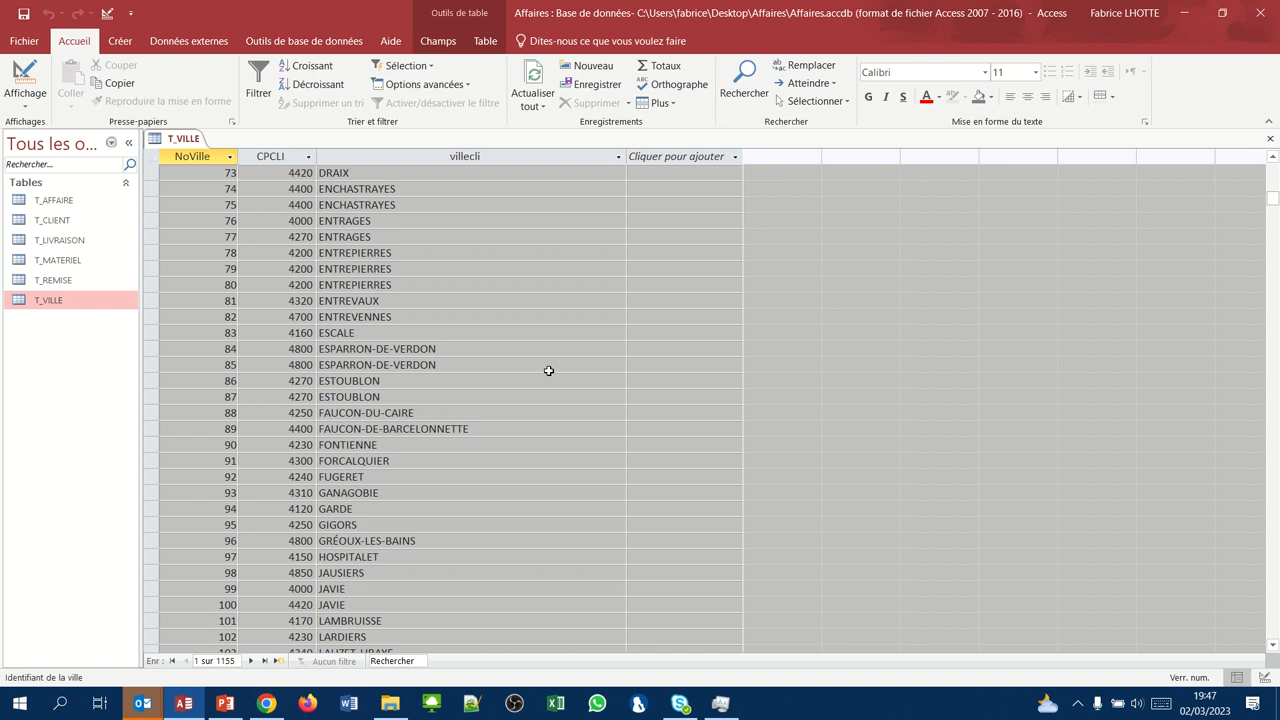 Outils de table
Affaires : Base de données- C:\Users\fabrice\Desktop\Affaires\Affaires.accdb (format de fichier Access 2007 - 2016) - Access
Fabrice LHOTTE
Fichier Accueil Créer Données externes Outils de base de données Aide Champs Table Dites-nous ce que vous voulez faire
Affichage
Affichages
Coller
Couper
Copier
Reproduire la mise en forme
Presse-papiers
Filtrer
Croissant
Décroissant
Supprimer un tri
Sélection
Options avancées
Activer/désactiver le filtre
Trier et filtrer
Actualiser
tout
Nouveau
Enregistrer
Supprimer
Totaux
Orthographe
Plus
Enregistrements
Rechercher
Remplacer
Atteindre
Sélectionner
Rechercher
Calibri 11
G I S A
Mise en forme du texte
Tous les o...
Rechercher...
Tables
T_AFFAIRE
T_CLIENT
T_LIVRAISON
T_MATERIEL
T_REMISE
T_VILLE
T_VILLE
NoVille CPCLI villecli Cliquer pour ajouter
73 4420 DRAIX
74 4400 ENCHASTRAYES
75 4400 ENCHASTRAYES
76 4000 ENTRAGES
77 4270 ENTRAGES
78 4200 ENTREPIERRES
79 4200 ENTREPIERRES
80 4200 ENTREPIERRES
81 4320 ENTREVAUX
82 4700 ENTREVENNES
83 4160 ESCALE
84 4800 ESPARRON-DE-VERDON
85 4800 ESPARRON-DE-VERDON
86 4270 ESTOUBLON
87 4270 ESTOUBLON
88 4250 FAUCON-DU-CAIRE
89 4400 FAUCON-DE-BARCELONNETTE
90 4230 FONTIENNE
91 4300 FORCALQUIER
92 4240 FUGERET
93 4310 GANAGOBIE
94 4120 GARDE
95 4250 GIGORS
96 4800 GRÉOUX-LES-BAINS
97 4150 HOSPITALET
98 4850 JAUSIERS
99 4000 JAVIE
100 4420 JAVIE
101 4170 LAMBRUISSE
102 4230 LARDIERS
Enr : 1 sur 1155 Aucun filtre Rechercher
Identifiant de la ville
Verr. num.
19:47
02/03/2023